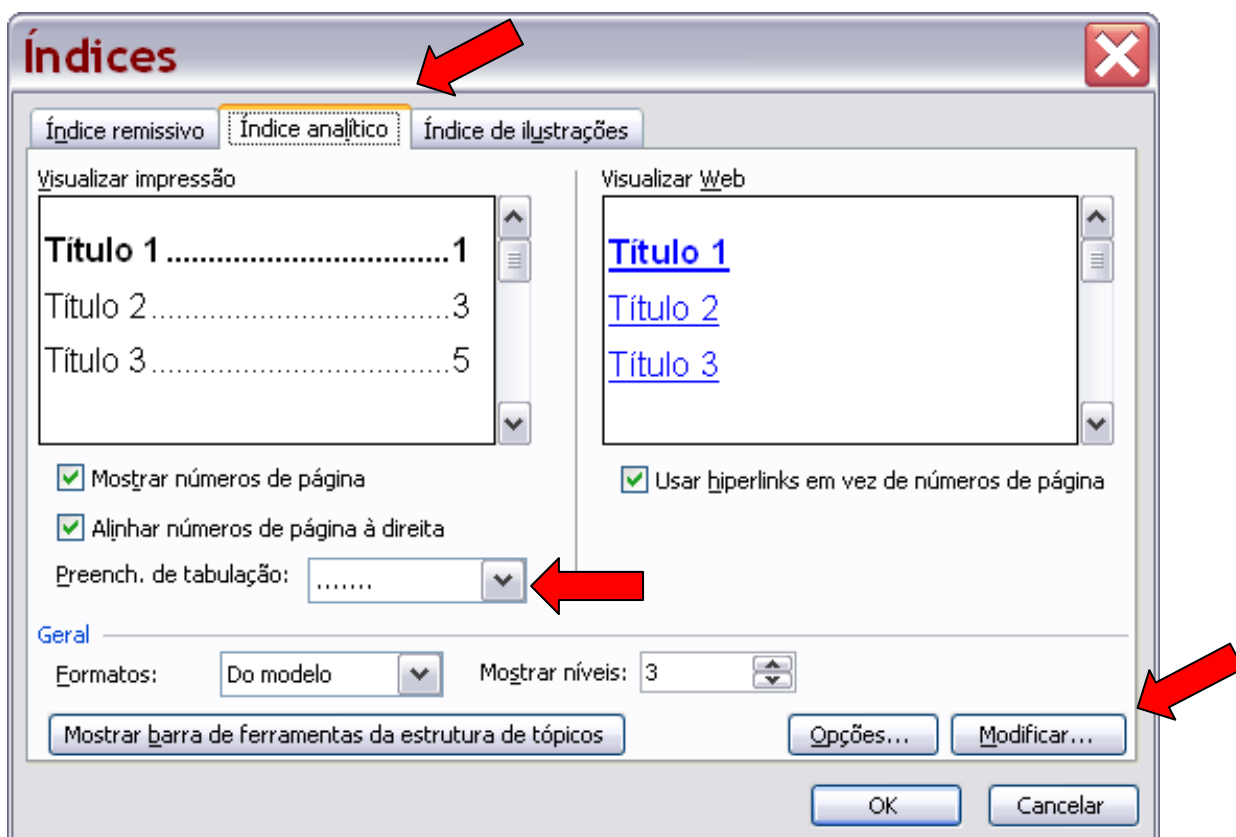 Índices
Índice remissivo
Índice analítico
Índice de ilustrações
Visualizar impressão
Título 1.................................1
Título 2...................................3
Título 3...................................5
Visualizar Web
Título 1
Título 2
Título 3
Mostrar números de página
Alinhar números de página à direita
Preench. de tabulação: .......
Usar hiperlinks em vez de números de página
Geral
Formatos: Do modelo Mostrar níveis: 3
Mostrar barra de ferramentas da estrutura de tópicos Opções... Modificar...
OK Cancelar